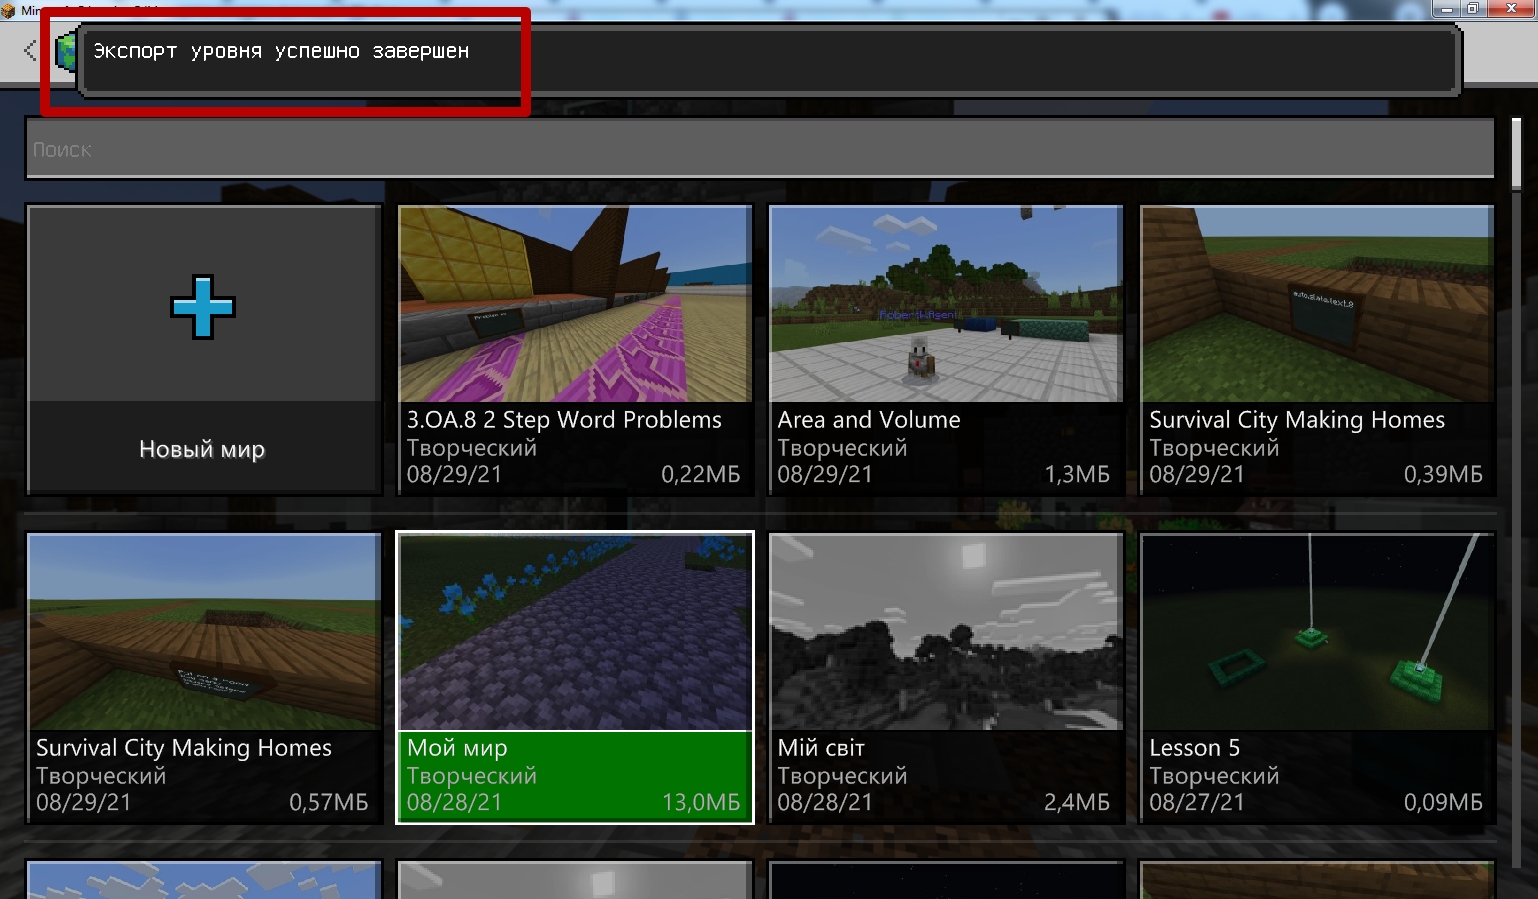 Экспорт уровня успешно завершен
Поиск
Новый мир
3.OA.8 2 Step Word Problems
Творческий
08/29/21 0,22МБ
Area and Volume
Творческий
08/29/21 1,3МБ
Survival City Making Homes
Творческий
08/29/21 0,39МБ
Survival City Making Homes
Творческий
08/29/21 0,57МБ
Мой мир
Творческий
08/28/21 13,0МБ
Мій світ
Творческий
08/28/21 2,4МБ
Lesson 5
Творческий
08/27/21 0,09МБ